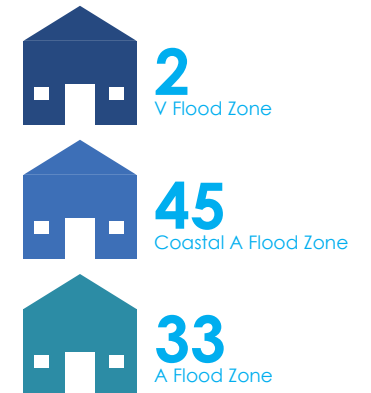 2
V Flood Zone
45
Coastal A Flood Zone
33
A Flood Zone